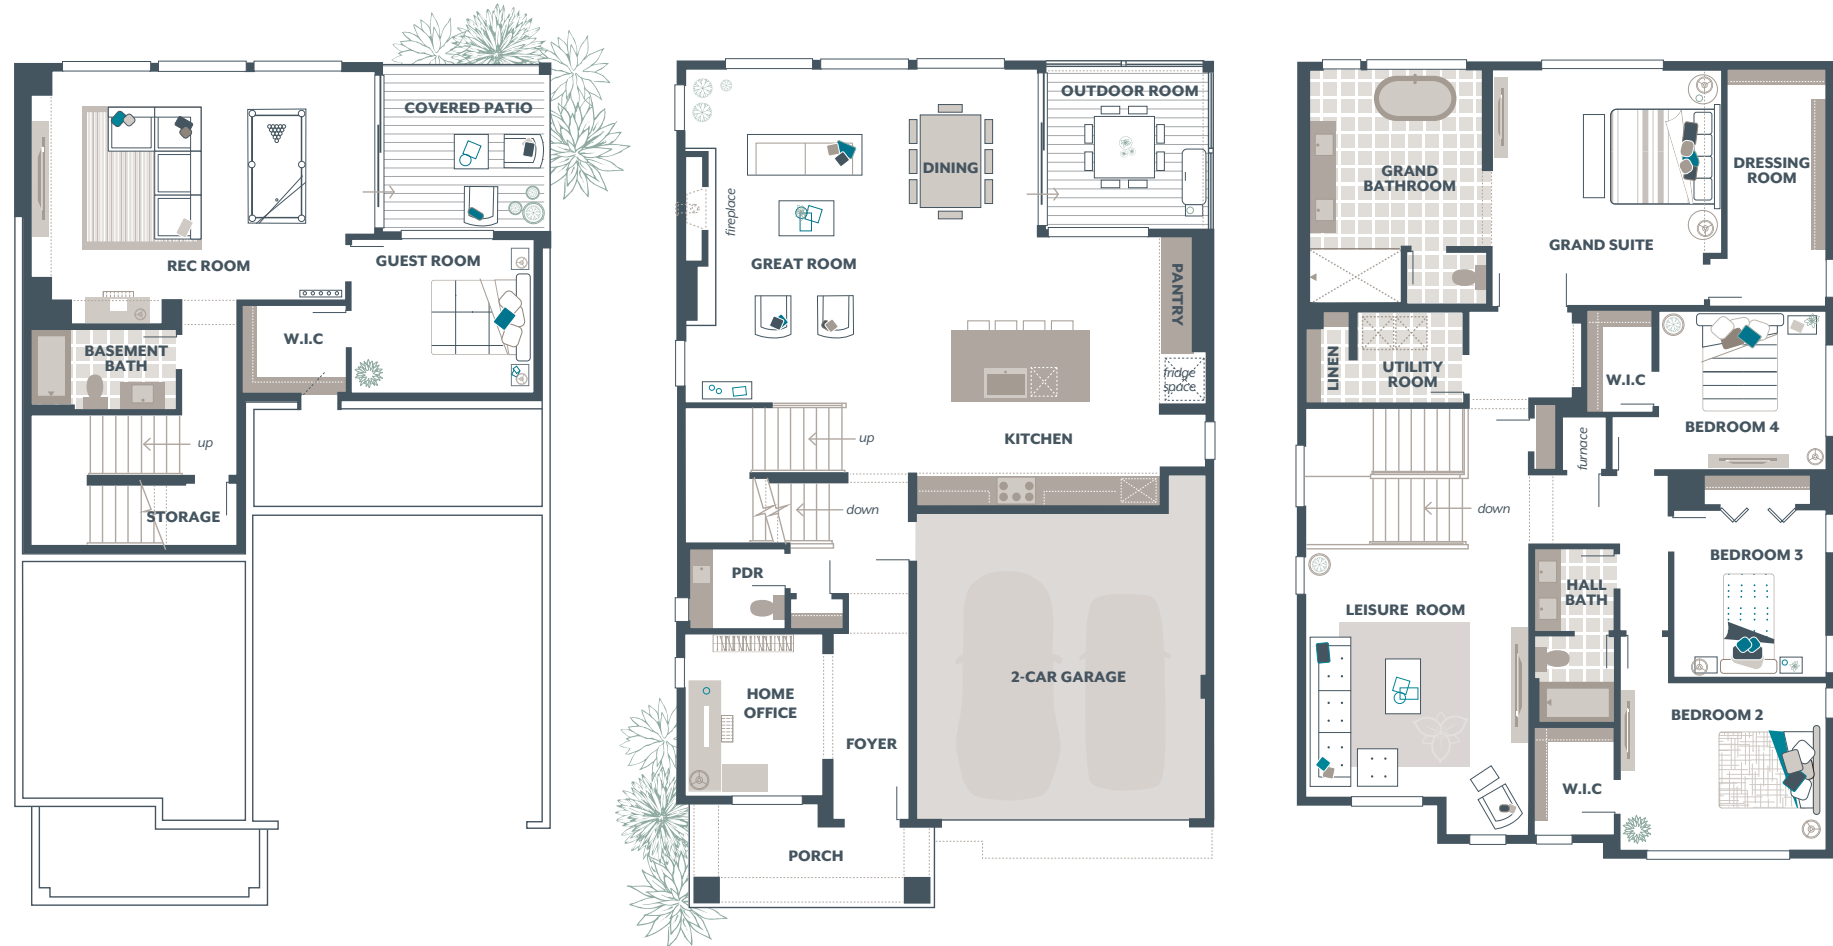 COVERED PATIO
REC ROOM
GUEST ROOM
W.I.C
BASEMENT
BATH
up
STORAGE
OUTDOOR ROOM
DINING
fireplace
GREAT ROOM
PANTRY
fridge
space
up
KITCHEN
down
PDR
2-CAR GARAGE
HOME
OFFICE
FOYER
PORCH
GRAND
BATHROOM
DRESSING
ROOM
GRAND SUITE
LINEN
UTILITY
ROOM
W.I.C
BEDROOM 4
furnace
down
BEDROOM 3
HALL
BATH
LEISURE ROOM
BEDROOM 2
W.I.C